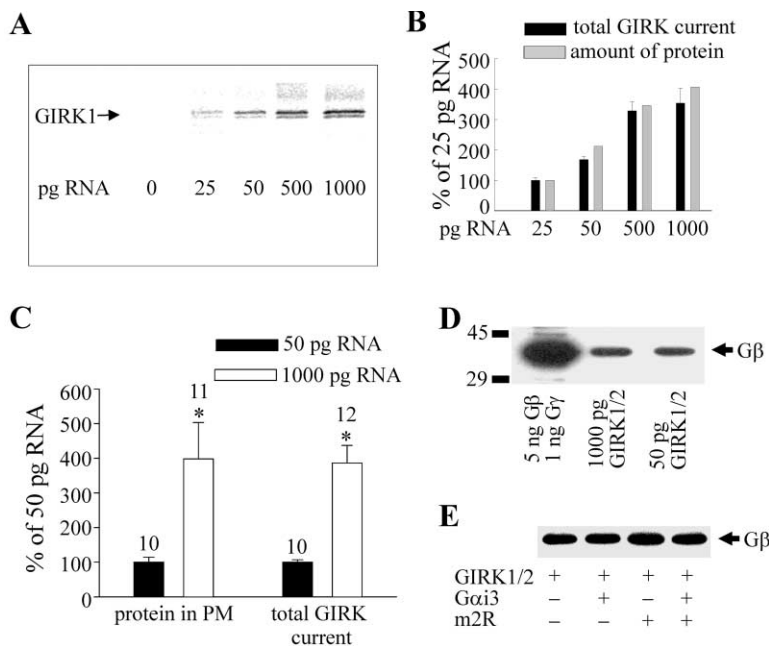 A
GIRK1
pg RNA 0 25 50 500 1000
B
total GIRK current
amount of protein
% of 25 pg RNA
500
400
300
200
100
0
pg RNA 25 50 500 1000
C
50 pg RNA
1000 pg RNA
% of 50 pg RNA
600
500
400
300
200
100
0
10
11
*
10
12
*
protein in PM
total GIRK
current
D
45
29
Gβ
5 ng Gβ
1 ng Gγ
1000 pg
GIRK1/2
50 pg
GIRK1/2
E
Gβ
GIRK1/2 + + + +
Gαi3 – + – +
m2R – – + +